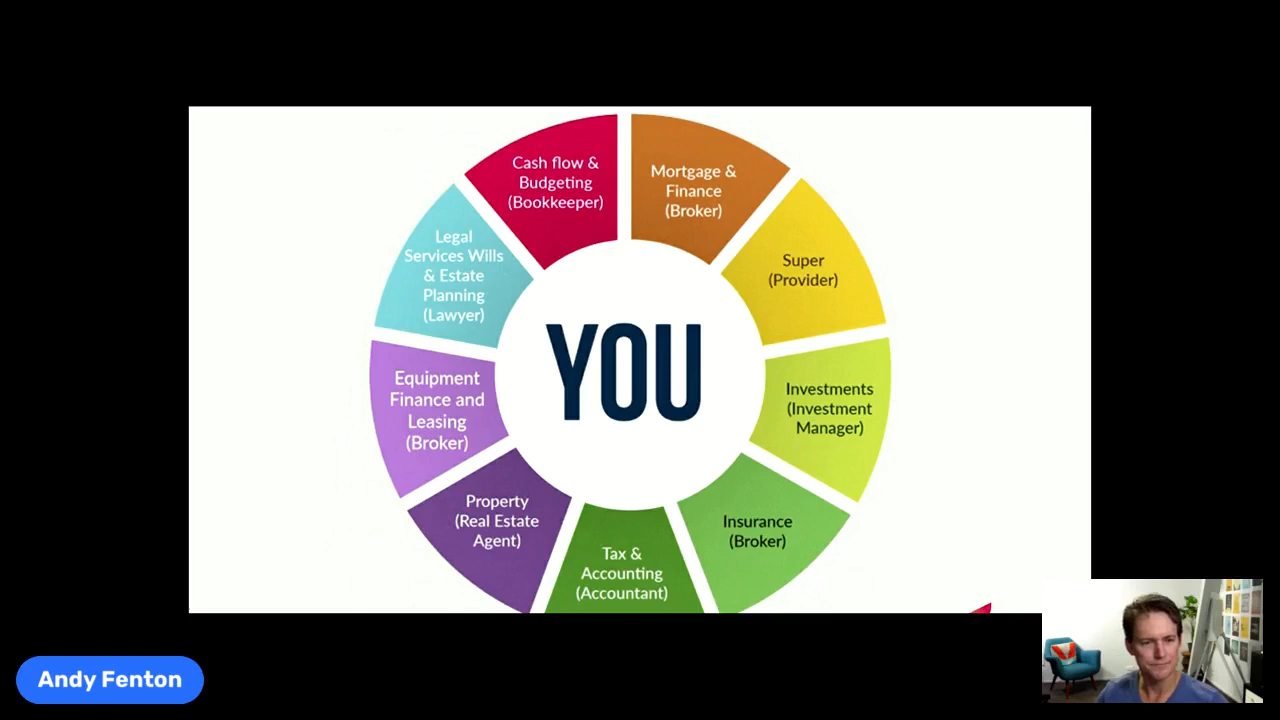 Cash flow &
Budgeting
(Bookkeeper)
Mortgage &
Finance
(Broker)
Super
(Provider)
Investments
(Investment
Manager)
Insurance
(Broker)
Tax &
Accounting
(Accountant)
Property
(Real Estate
Agent)
Equipment
Finance and
Leasing
(Broker)
Legal
Services Wills
& Estate
Planning
(Lawyer)
YOU
Andy Fenton